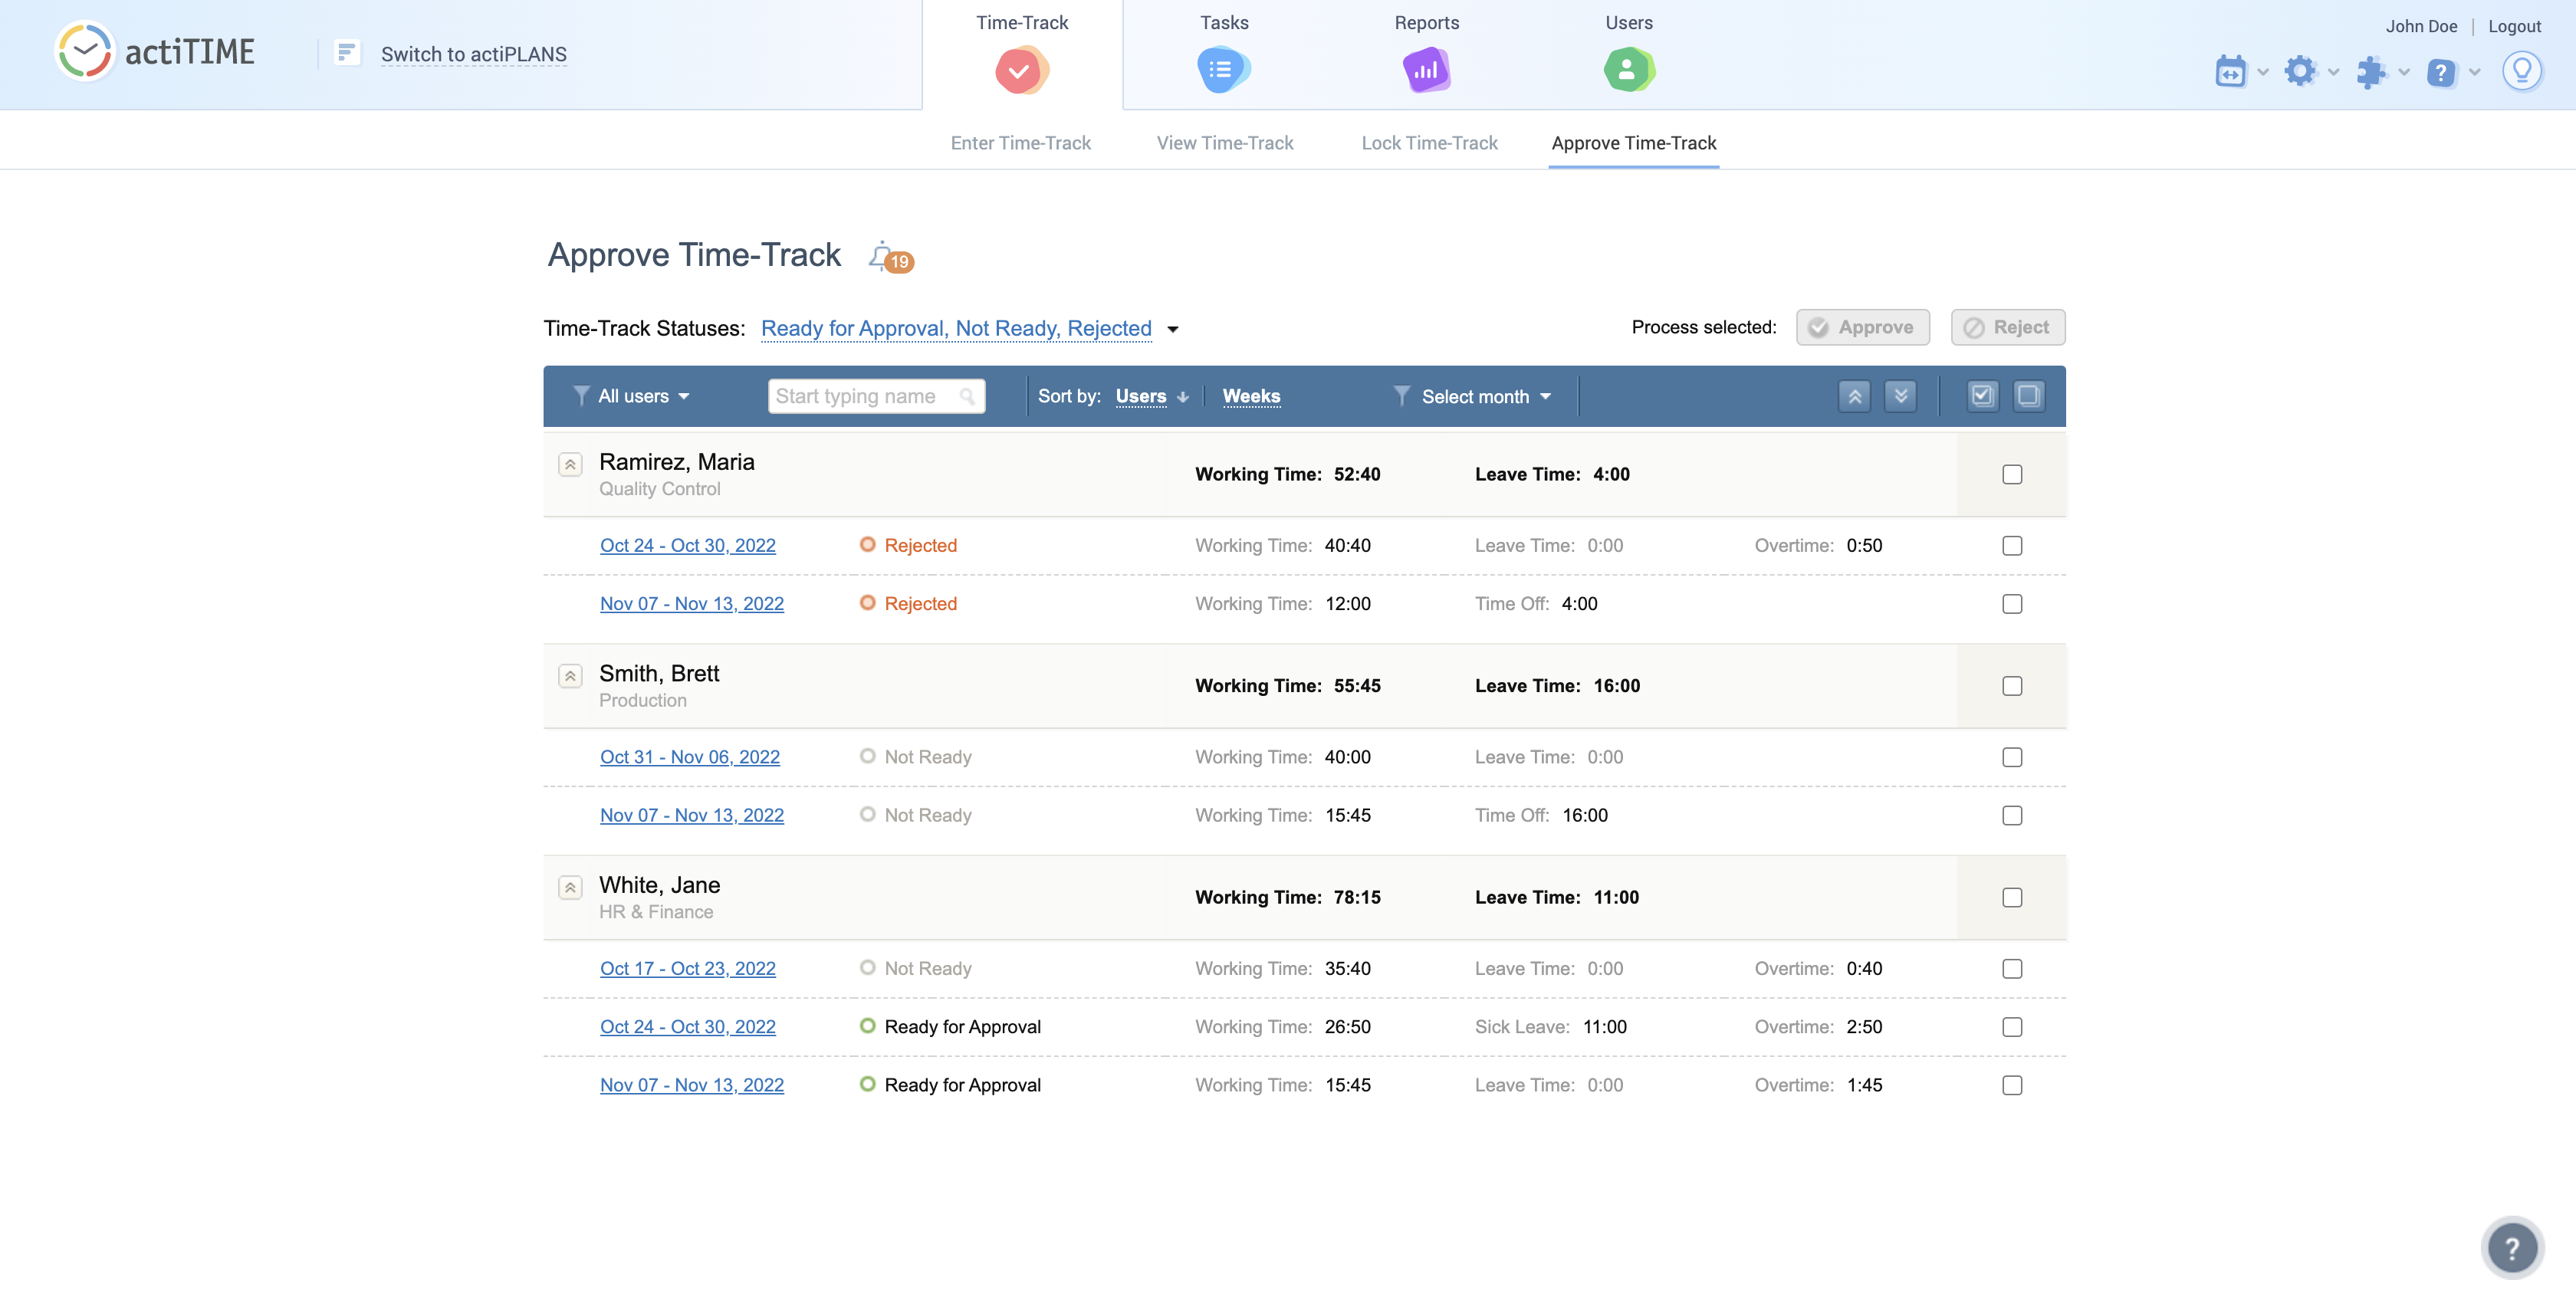 actiTIME
Switch to actiPLANS
Time-Track
Tasks
Reports
Users
John Doe
Logout
Enter Time-Track
View Time-Track
Lock Time-Track
Approve Time-Track
Approve Time-Track 19
Time-Track Statuses: Ready for Approval, Not Ready, Rejected
Process selected: Approve Reject
All users Start typing name Sort by: Users Weeks Select month
Ramirez, Maria
Quality Control
Working Time: 52:40 Leave Time: 4:00
Oct 24 - Oct 30, 2022 Rejected Working Time: 40:40 Leave Time: 0:00 Overtime: 0:50
Nov 07 - Nov 13, 2022 Rejected Working Time: 12:00 Time Off: 4:00
Smith, Brett
Production
Working Time: 55:45 Leave Time: 16:00
Oct 31 - Nov 06, 2022 Not Ready Working Time: 40:00 Leave Time: 0:00
Nov 07 - Nov 13, 2022 Not Ready Working Time: 15:45 Time Off: 16:00
White, Jane
HR & Finance
Working Time: 78:15 Leave Time: 11:00
Oct 17 - Oct 23, 2022 Not Ready Working Time: 35:40 Leave Time: 0:00 Overtime: 0:40
Oct 24 - Oct 30, 2022 Ready for Approval Working Time: 26:50 Sick Leave: 11:00 Overtime: 2:50
Nov 07 - Nov 13, 2022 Ready for Approval Working Time: 15:45 Leave Time: 0:00 Overtime: 1:45
?